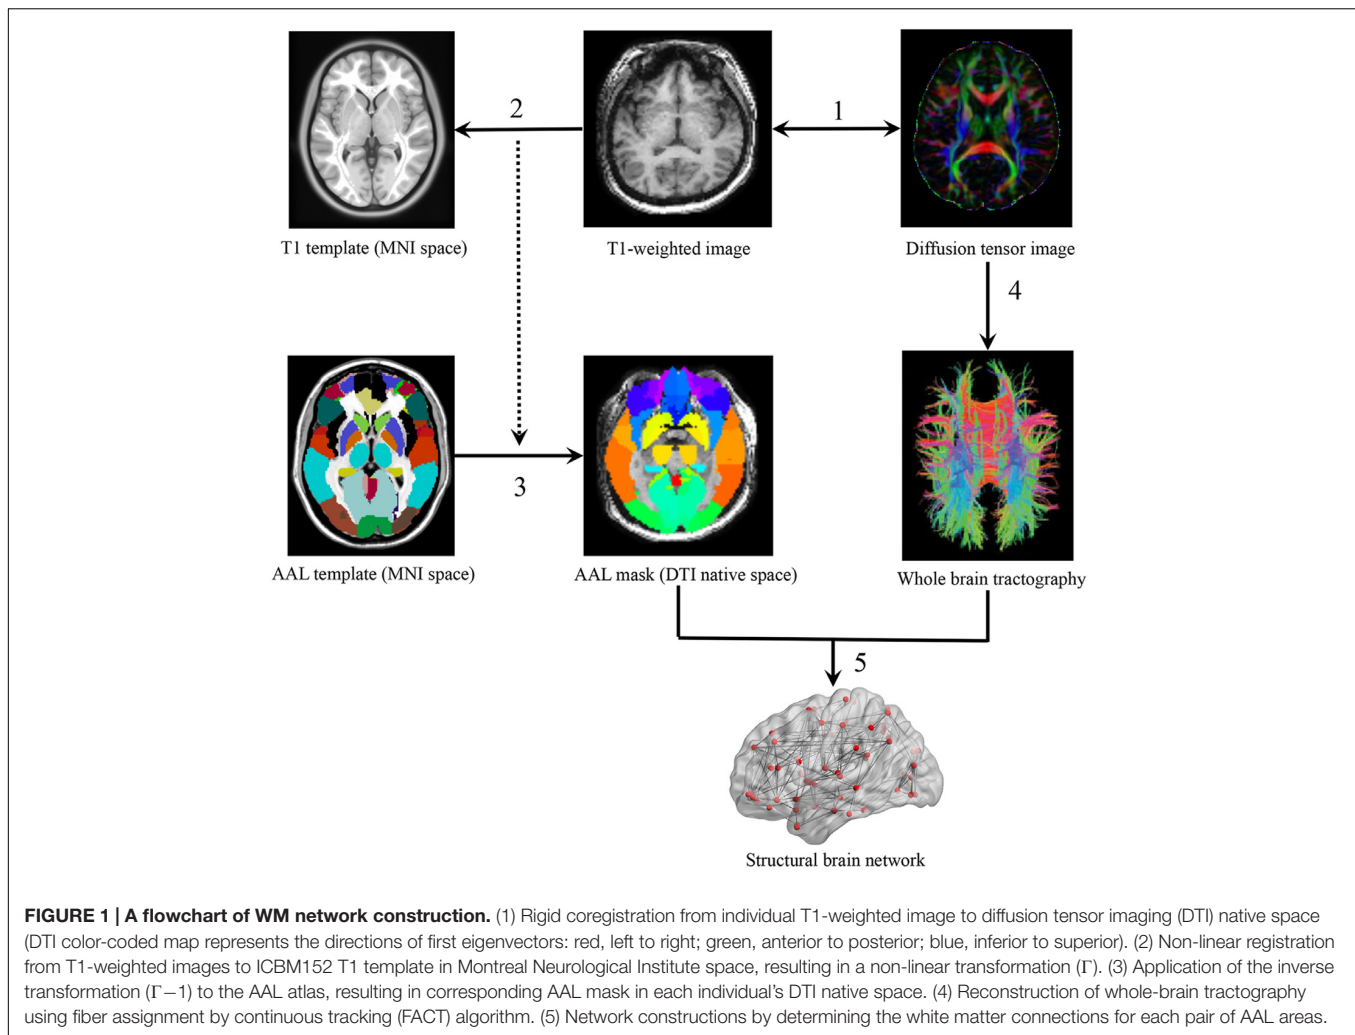 2
1
T1 template (MNI space)
T1-weighted image
Diffusion tensor image
4
3
AAL template (MNI space)
AAL mask (DTI native space)
Whole brain tractography
5
Structural brain network
FIGURE 1 | A flowchart of WM network construction. (1) Rigid coregistration from individual T1-weighted image to diffusion tensor imaging (DTI) native space
(DTI color-coded map represents the directions of first eigenvectors: red, left to right; green, anterior to posterior; blue, inferior to superior). (2) Non-linear registration
from T1-weighted images to ICBM152 T1 template in Montreal Neurological Institute space, resulting in a non-linear transformation (Γ). (3) Application of the inverse
transformation (Γ−1) to the AAL atlas, resulting in corresponding AAL mask in each individual's DTI native space. (4) Reconstruction of whole-brain tractography
using fiber assignment by continuous tracking (FACT) algorithm. (5) Network constructions by determining the white matter connections for each pair of AAL areas.